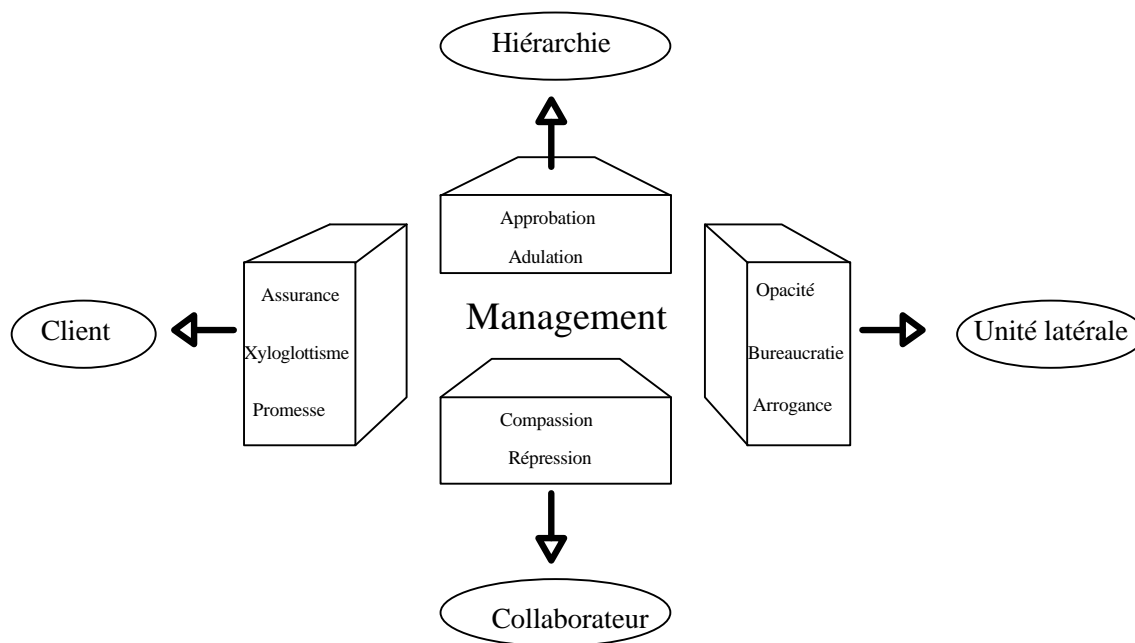 Hiérarchie
Approbation
Adulation
Assurance
Xyloglottisme
Promesse
Client
Management
Opacité
Bureaucratie
Arrogance
Unité latérale
Compassion
Répression
Collaborateur